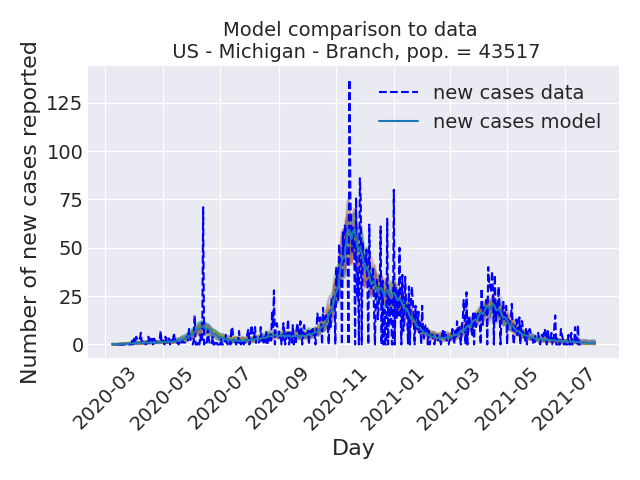 Model comparison to data
US - Michigan - Branch, pop. = 43517
Number of new cases reported
125
100
75
50
25
0
new cases data
new cases model
2020-03
2020-05
2020-07
2020-09
2020-11
2021-01
2021-03
2021-05
2021-07
Day